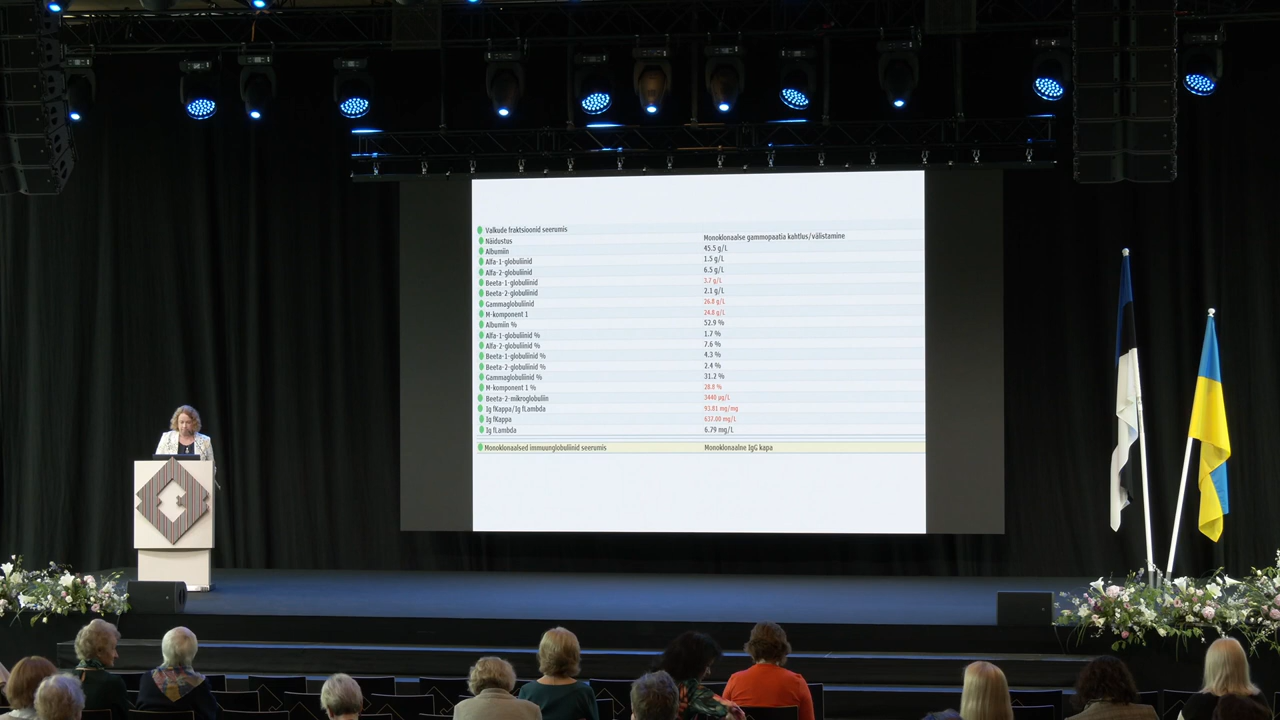 Valkude fraktsioonid seerumis
Näidustus Monoklonaalse gammopaatia kahtlus/välistamine
Albumiin 45.5 g/L
Alfa-1-globuliinid 1.5 g/L
Alfa-2-globuliinid 6.5 g/L
Beeta-1-globuliinid 3.7 g/L
Beeta-2-globuliinid 2.1 g/L
Gammaglobuliinid 26.8 g/L
M-komponent 1 24.8 g/L
Albumiin % 52.9 %
Alfa-1-globuliinid % 1.7 %
Alfa-2-globuliinid % 7.6 %
Beeta-1-globuliinid % 4.3 %
Beeta-2-globuliinid % 2.4 %
Gammaglobuliinid % 31.2 %
M-komponent 1 % 28.8 %
Beeta-2-mikroglobuliin 3440 µg/L
Ig fKappa/Ig fLambda 93.81 mg/mg
Ig fKappa 637.00 mg/L
Ig fLambda 6.79 mg/L
Monoklonaalsed immuunglobuliinid seerumis Monoklonaalne IgG kapa